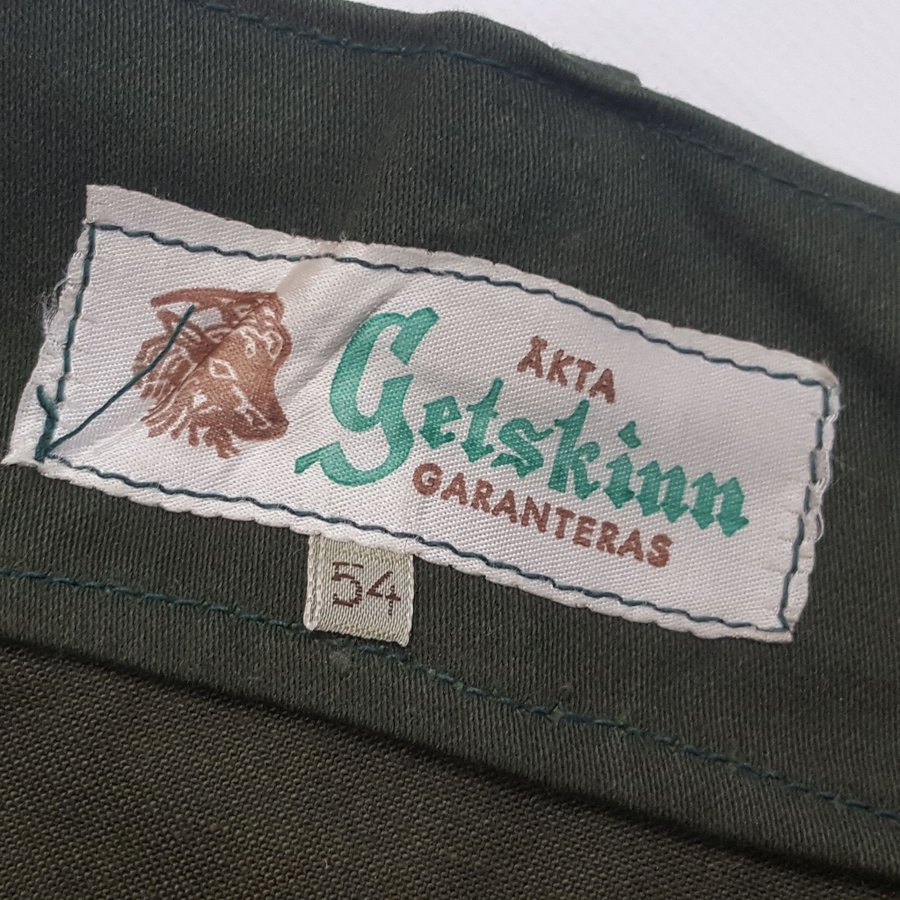 ÄKTA
Getskinn
GARANTERAS
54